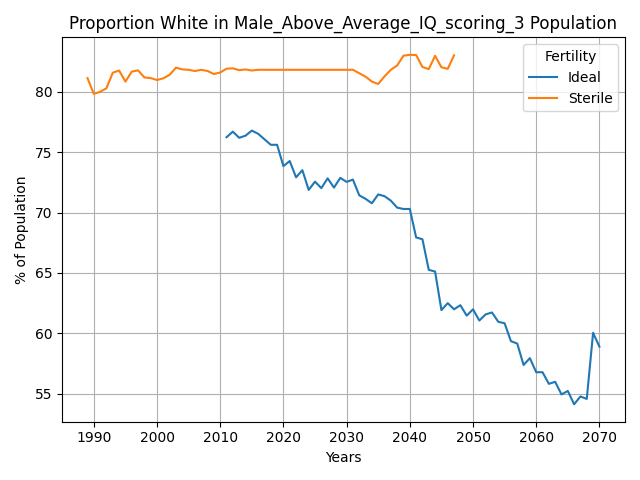 Proportion White in Male_Above_Average_IQ_scoring_3 Population
Fertility
Ideal
Sterile
% of Population
80
75
70
65
60
55
1990 2000 2010 2020 2030 2040 2050 2060 2070
Years